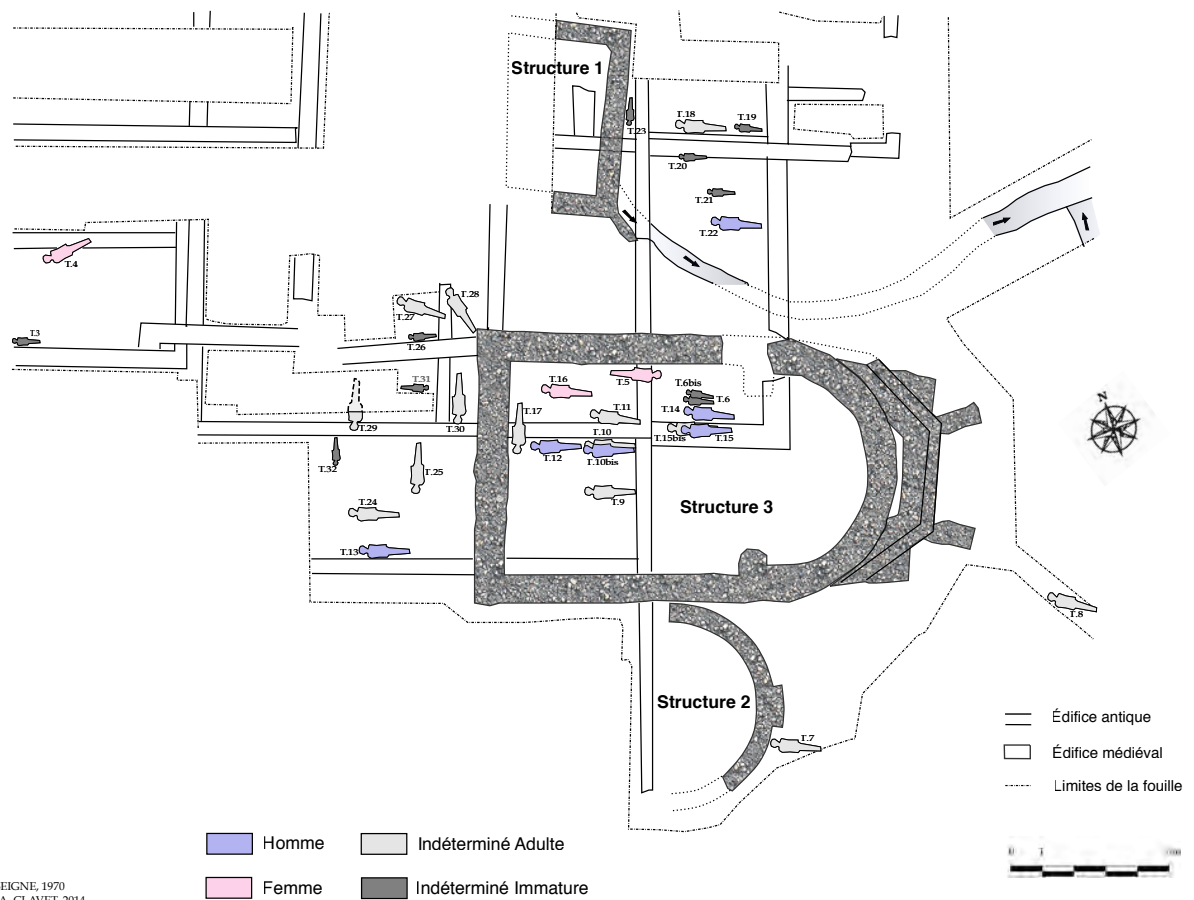 Structure 1
T.23
T.18
T.19
T.20
T.21
T.22
T.4
T.3
T.27
T.28
T.26
T.31
T.29
T.30
T.32
T.25
T.24
T.13
T.17
T.16
T.5
T.11
T.10
T.12
T.10bis
T.9
T.6bis
T.6
T.14
T.15bis
T.15
Structure 3
N
T.8
Structure 2
T.7
Édifice antique
Édifice médiéval
Limites de la fouille
Homme
Indéterminé Adulte
Femme
Indéterminé Immature
0
EIGNE, 1970
A. CLAVET, 2014